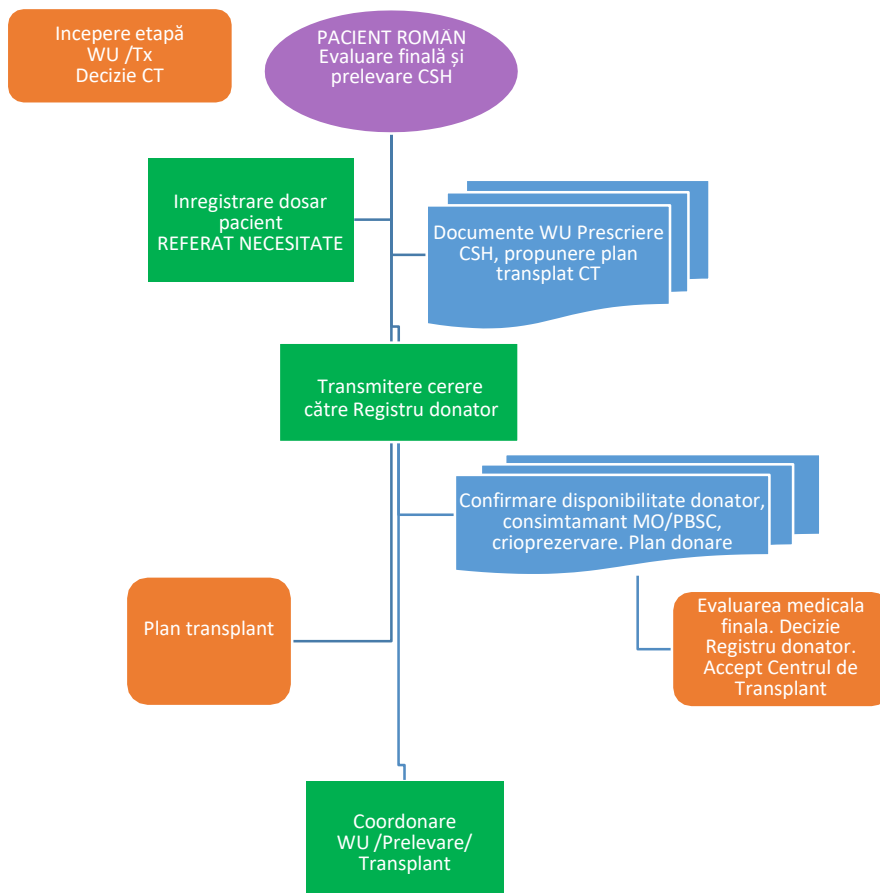 Incepere etapă
WU /Tx
Decizie CT
PACIENT ROMÂN
Evaluare finală și
prelevare CSH
Inregistrare dosar
pacient
REFERAT NECESITATE
Documente WU Prescriere
CSH, propunere plan
transplat CT
Transmitere cerere
către Registru donator
Confirmare disponibilitate donator,
consimtamant MO/PBSC,
crioprezervare. Plan donare
Plan transplant
Evaluarea medicala
finala. Decizie
Registru donator.
Accept Centrul de
Transplant
Coordonare
WU /Prelevare/
Transplant